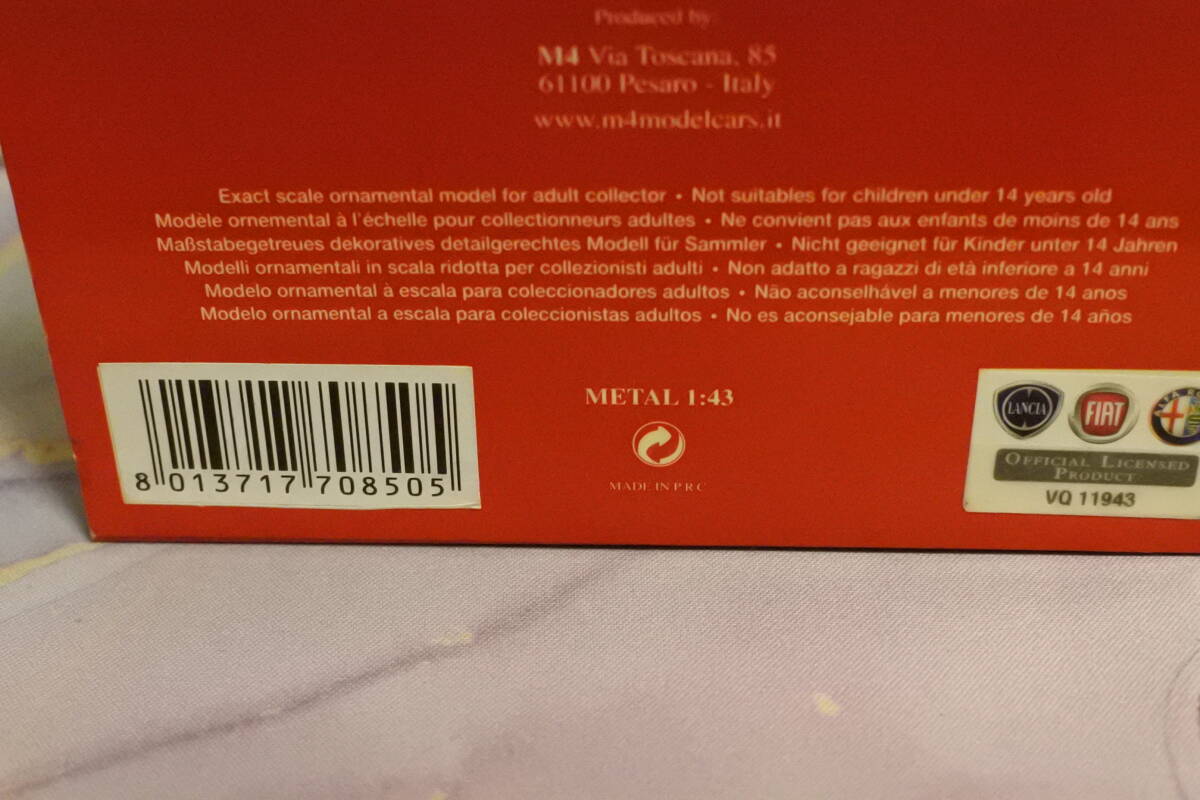 Produced by:
M4 Via Toscana, 85
61100 Pesaro - Italy
www.m4modelcars.it
Exact scale ornamental model for adult collector • Not suitables for children under 14 years old
Modèle ornemental à l'échelle pour collectionneurs adultes • Ne convient pas aux enfants de moins de 14 ans
Maßstabegetreues dekoratives detailgerechtes Modell für Sammler • Nicht geeignet für Kinder unter 14 Jahren
Modelli ornamentali in scala ridotta per collezionisti adulti • Non adatto a ragazzi di età inferiore a 14 anni
Modelo ornamental à escala para coleccionadores adultos • Não aconselhável a menores de 14 anos
Modelo ornamental a escala para coleccionistas adultos • No es aconsejable para menores de 14 años
8 013717 708505
METAL 1:43
MADE IN P.R.C
LANCIA
FIAT
ALFA RO
OFFICIAL LICENSED
PRODUCT
VQ 11943